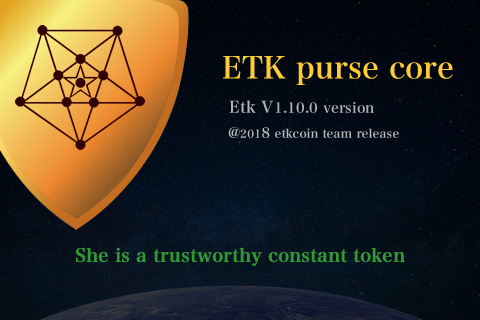 ETK purse core
Etk V1.10.0 version
@2018 etkcoin team release
She is a trustworthy constant token